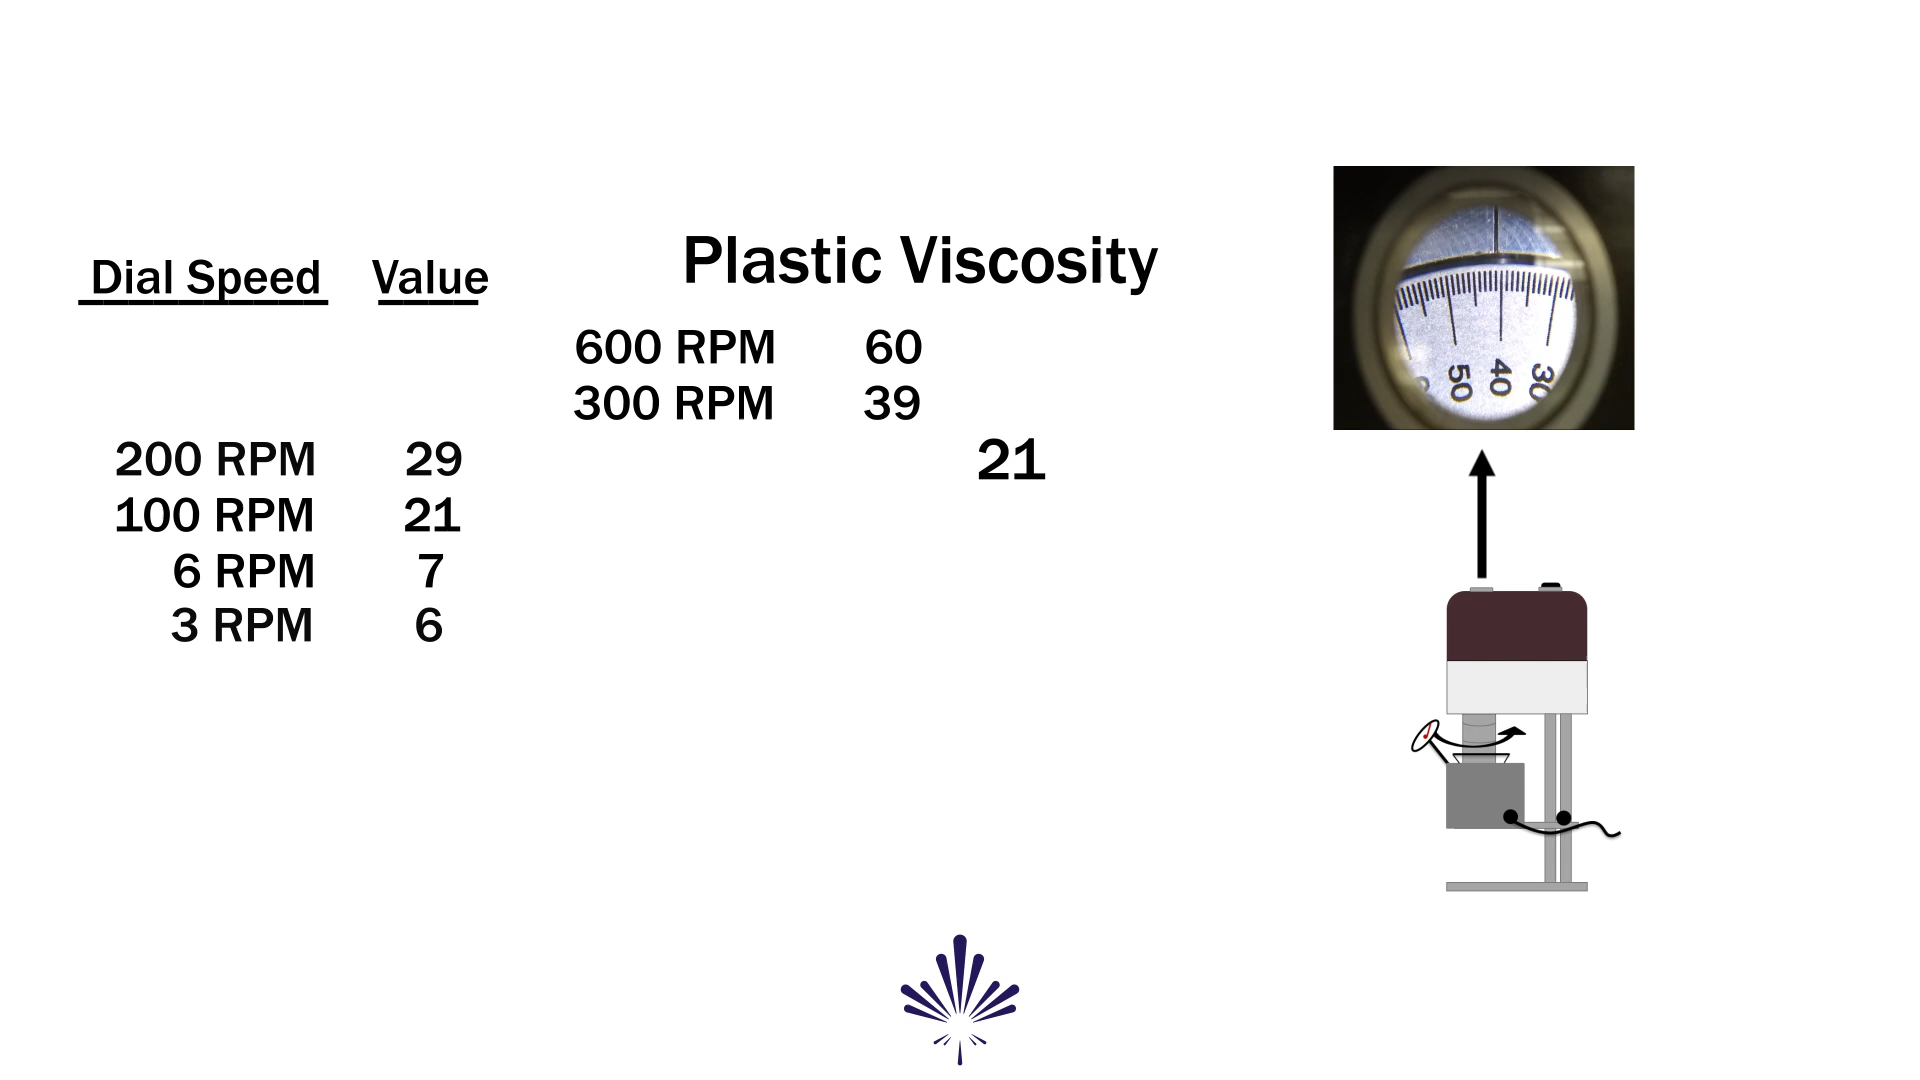 Dial Speed Value
200 RPM 29
100 RPM 21
6 RPM 7
3 RPM 6
Plastic Viscosity
600 RPM 60
300 RPM 39
21
50 40 30